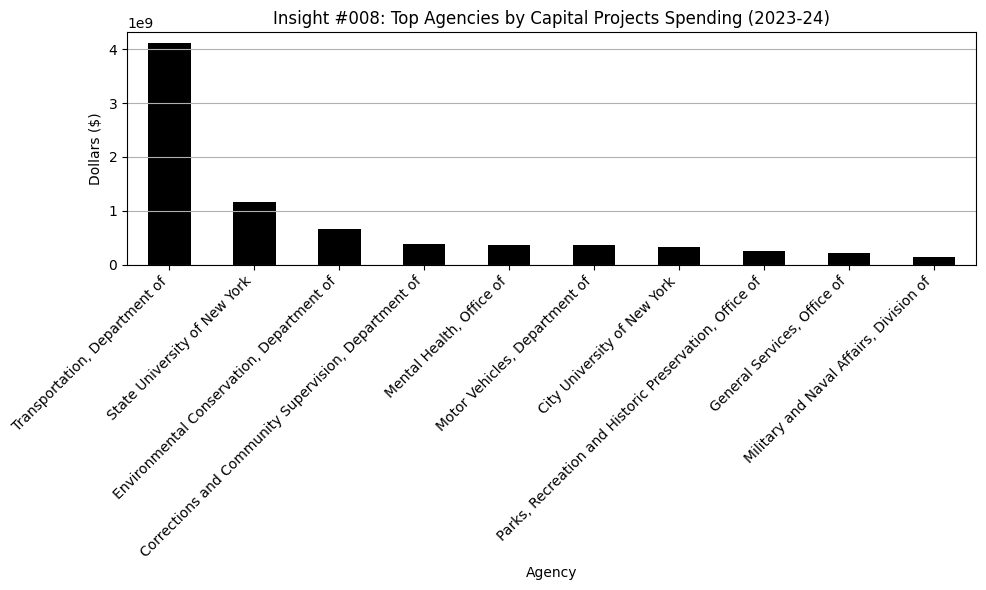 Insight #008: Top Agencies by Capital Projects Spending (2023-24)
1e9
4
3
2
1
0
Dollars ($)
Transportation, Department of
State University of New York
Environmental Conservation, Department of
Corrections and Community Supervision, Department of
Mental Health, Office of
Motor Vehicles, Department of
City University of New York
Parks, Recreation and Historic Preservation, Office of
General Services, Office of
Military and Naval Affairs, Division of
Agency